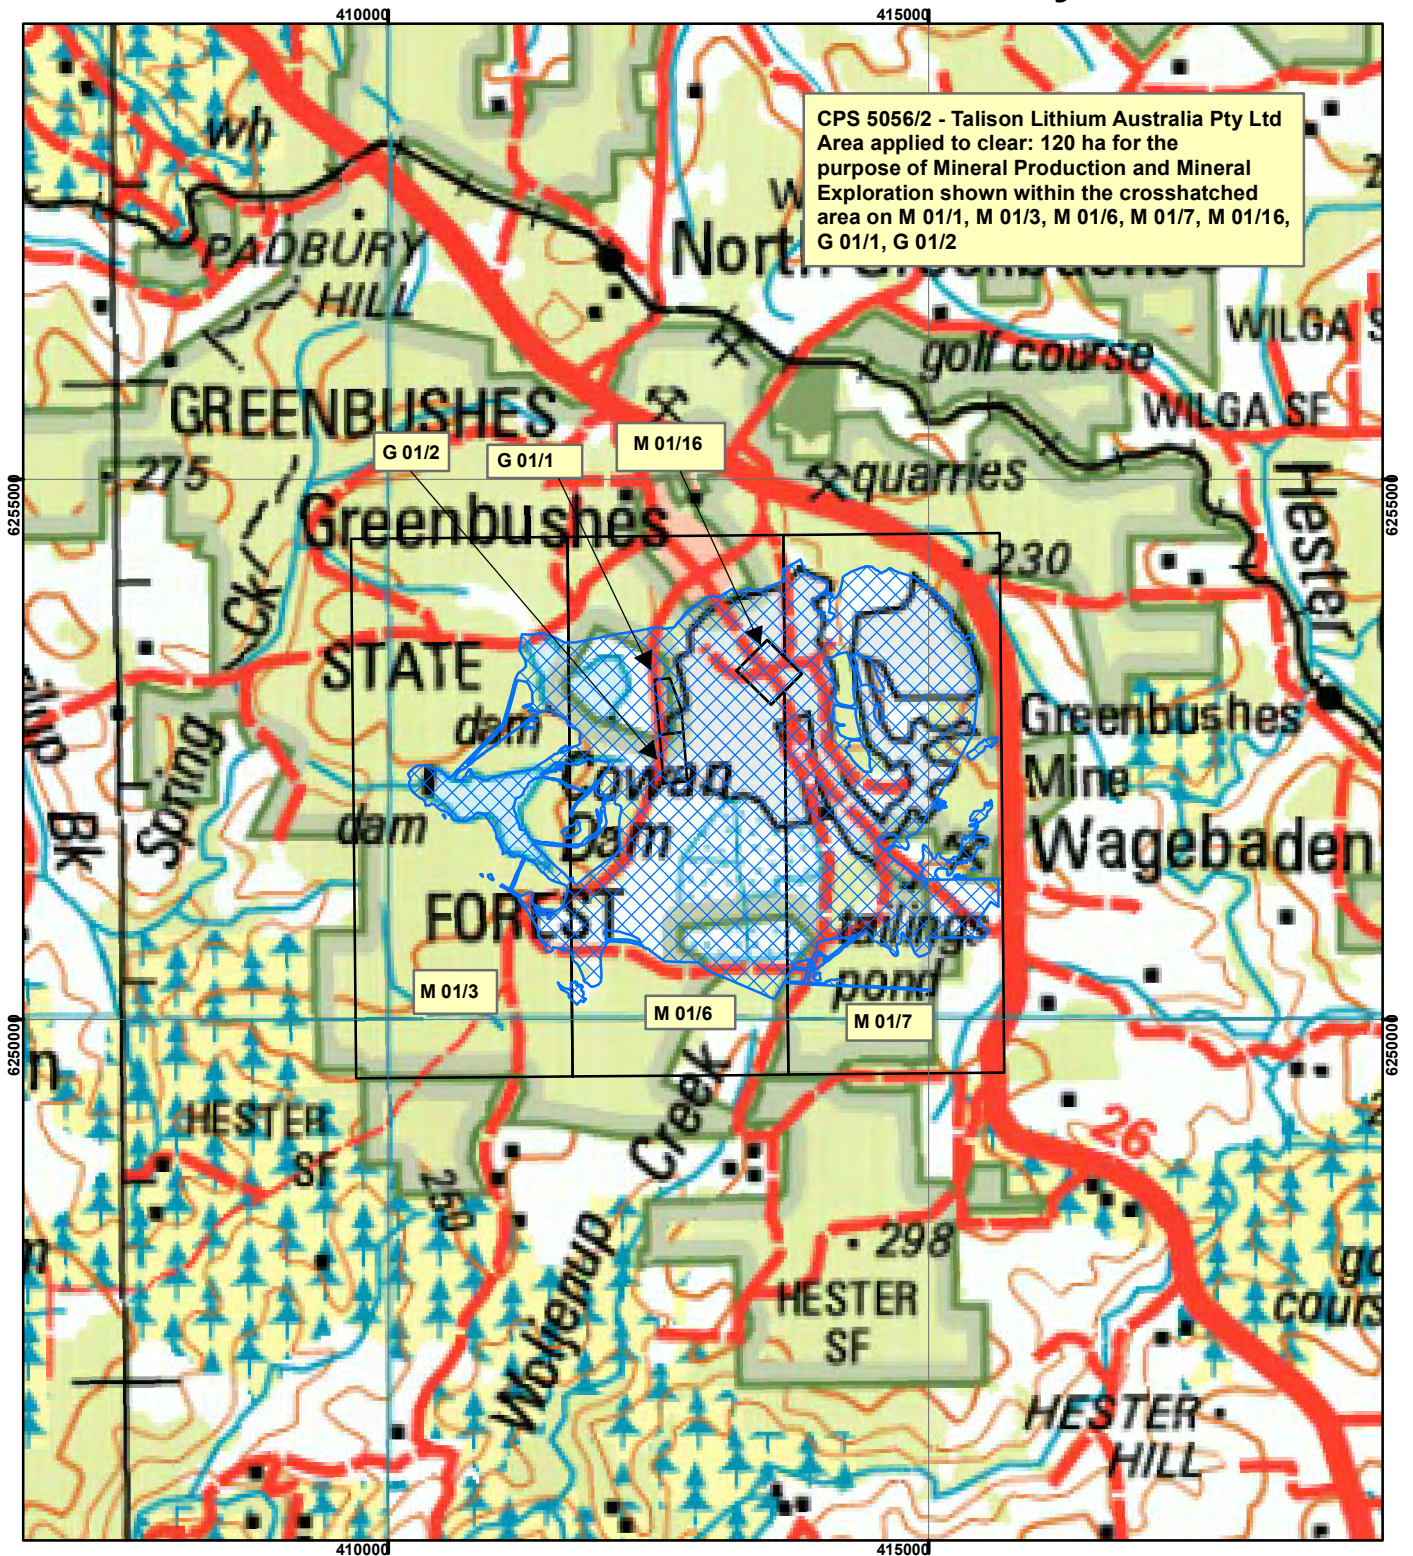 410000
415000
CPS 5056/2 - Talison Lithium Australia Pty Ltd
Area applied to clear: 120 ha for the
purpose of Mineral Production and Mineral
Exploration shown within the crosshatched
area on M 01/1, M 01/3, M 01/6, M 01/7, M 01/16,
G 01/1, G 01/2
wh
PADBURY
HILL
North Greenbushes
WILGA S
golf course
GREENBUSHES
WILGA SF
G 01/2
G 01/1
M 01/16
275
quarries
Hester
6255000
6255000
Greenbushes
230
Ck
STATE
dam
Greenbushes
Mine
Spring
Bk
Cowan
Dam
dam
Wagebaden
FOREST
tailings
pond
M 01/3
M 01/6
M 01/7
6250000
6250000
n
Creek
HESTER
SF
26
250
Woljenup
298
HESTER
SF
go
cours
HESTER
HILL
410000
415000